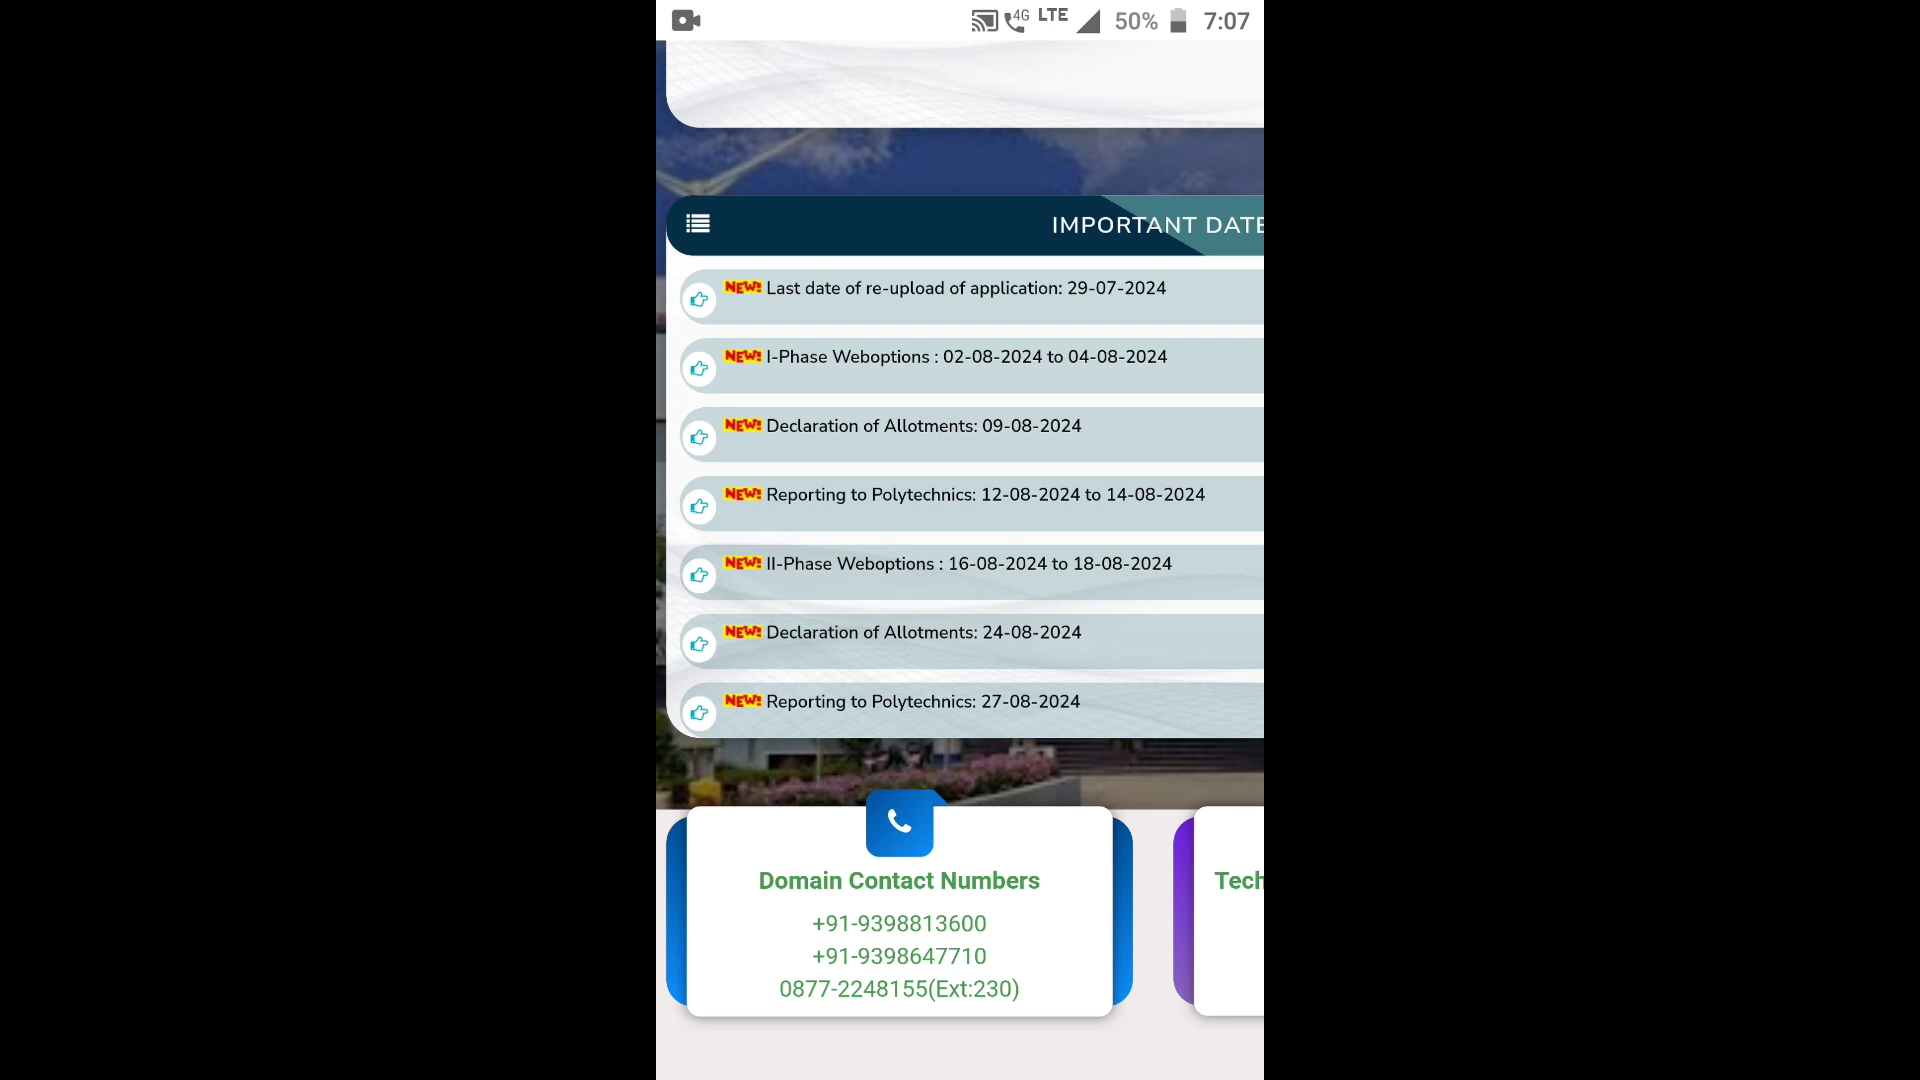 4G LTE 50% 7:07
IMPORTANT DATE
NEW! Last date of re-upload of application: 29-07-2024
NEW! I-Phase Weboptions : 02-08-2024 to 04-08-2024
NEW! Declaration of Allotments: 09-08-2024
NEW! Reporting to Polytechnics: 12-08-2024 to 14-08-2024
NEW! II-Phase Weboptions : 16-08-2024 to 18-08-2024
NEW! Declaration of Allotments: 24-08-2024
NEW! Reporting to Polytechnics: 27-08-2024
Domain Contact Numbers
+91-9398813600
+91-9398647710
0877-2248155(Ext:230)
Tech